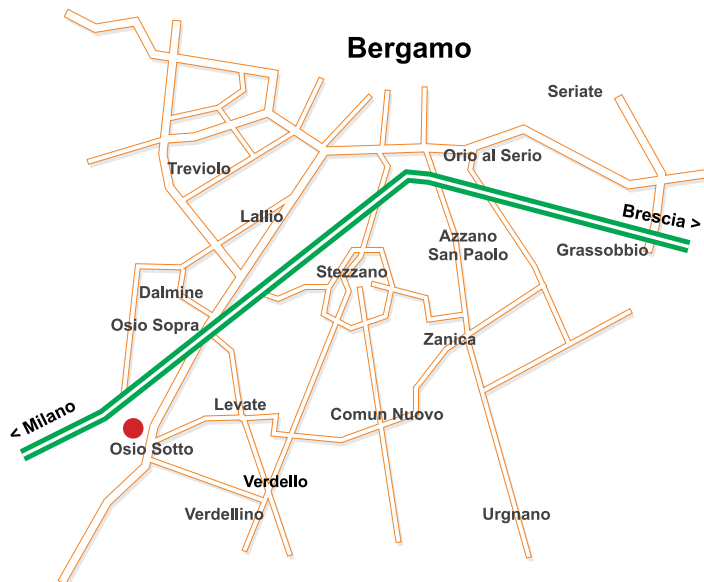 Bergamo
Seriate
Orio al Serio
Treviolo
Lallio
Brescia >
Azzano
San Paolo
Grassobbio
Stezzano
Dalmine
Osio Sopra
Zanica
< Milano
Levate
Comun Nuovo
Osio Sotto
Verdello
Verdellino
Urgnano